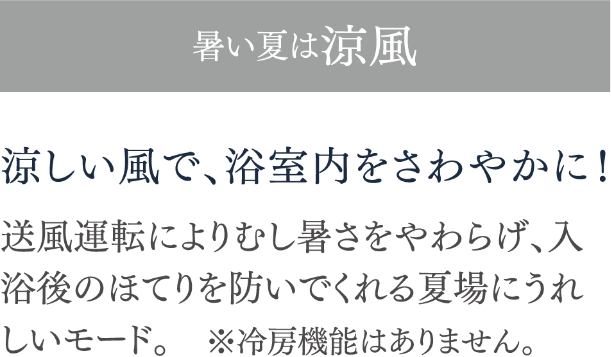 暑い夏は涼風
涼しい風で、浴室内をさわやかに！
送風運転によりむし暑さをやわらげ、入
浴後のほてりを防いでくれる夏場にうれ
しいモード。　※冷房機能はありません。